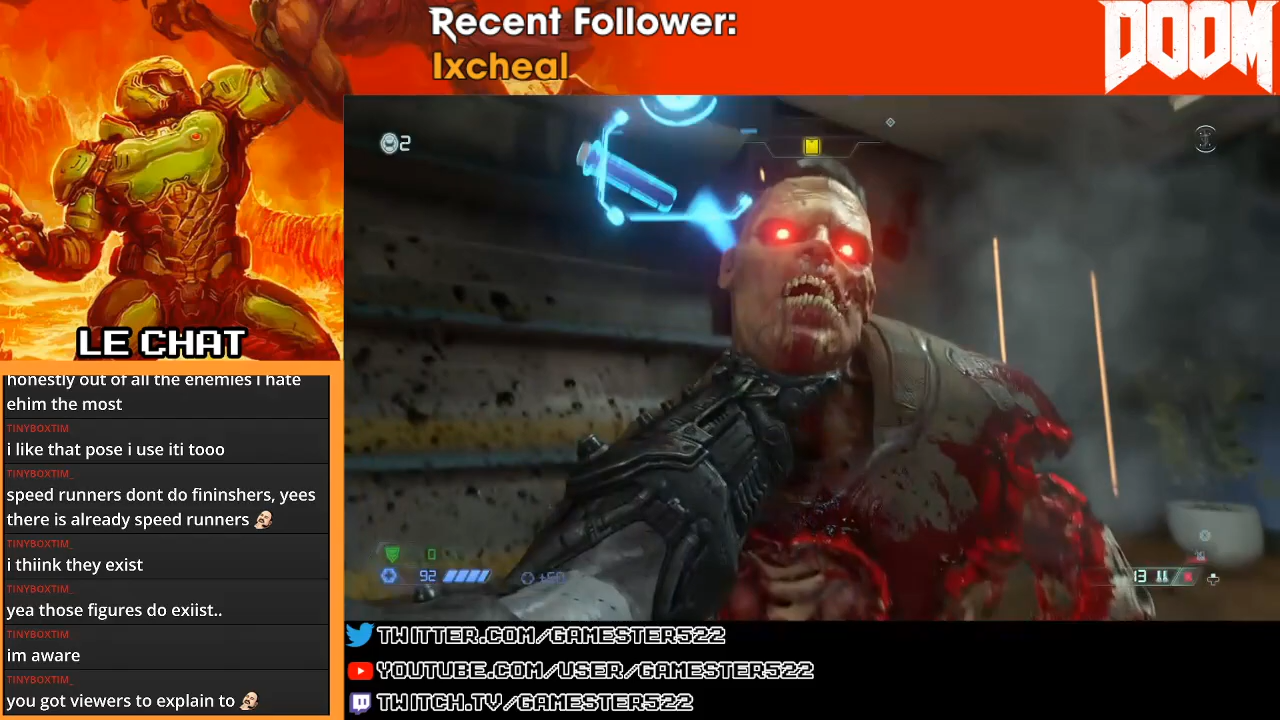 Recent Follower:
Ixcheal
DOOM
2
LE CHAT
honestly out of all the enemies i hate
ehim the most
TINYBOXTIM
i like that pose i use iti tooo
TINYBOXTIM_
speed runners dont do fininshers, yees
there is already speed runners
TINYBOXTIM_
i thiink they exist
TINYBOXTIM_
yea those figures do exiist..
TINYBOXTIM
im aware
TINYBOXTIM_
you got viewers to explain to
0
92
+50
13
TWITTER.COM/GAMESTER522
YOUTUBE.COM/USER/GAMESTER522
TWITCH.TV/GAMESTER522